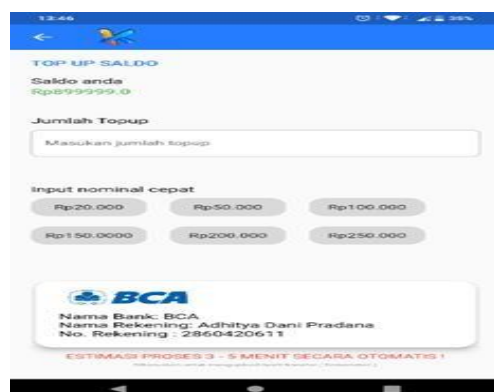 12:46
35%
TOP UP SALDO
Saldo anda
Rp899999.0
Jumlah Topup
Masukan jumlah topup
Input nominal cepat
Rp20.000 Rp50.000 Rp100.000
Rp150.0000 Rp200.000 Rp250.000
BCA
Nama Bank: BCA
Nama Rekening: Adhitya Dani Pradana
No. Rekening : 2860420611
ESTIMASI PROSES 3 - 5 MENIT SECARA OTOMATIS !